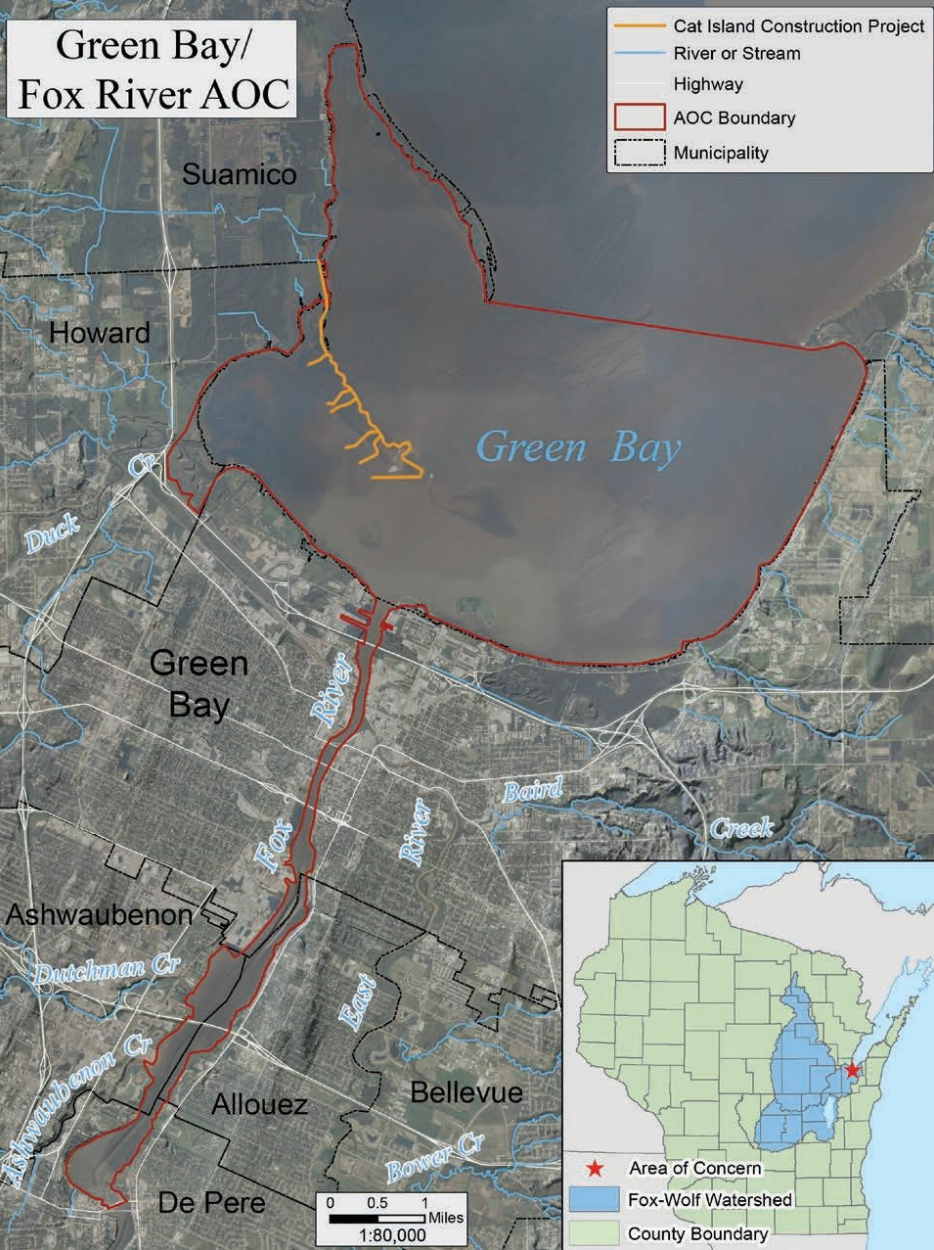 Green Bay/
Fox River AOC
Cat Island Construction Project
River or Stream
Highway
AOC Boundary
Municipality
Suamico
Howard
Green Bay
Duck
Cr
Green
Bay
River
Fox
River
East
Baird
Creek
Ashwaubenon
Dutchman Cr
Ashwaubenon Cr
Allouez
Bellevue
Bower Cr
De Pere
0 0.5 1
Miles
1:80,000
Area of Concern
Fox-Wolf Watershed
County Boundary